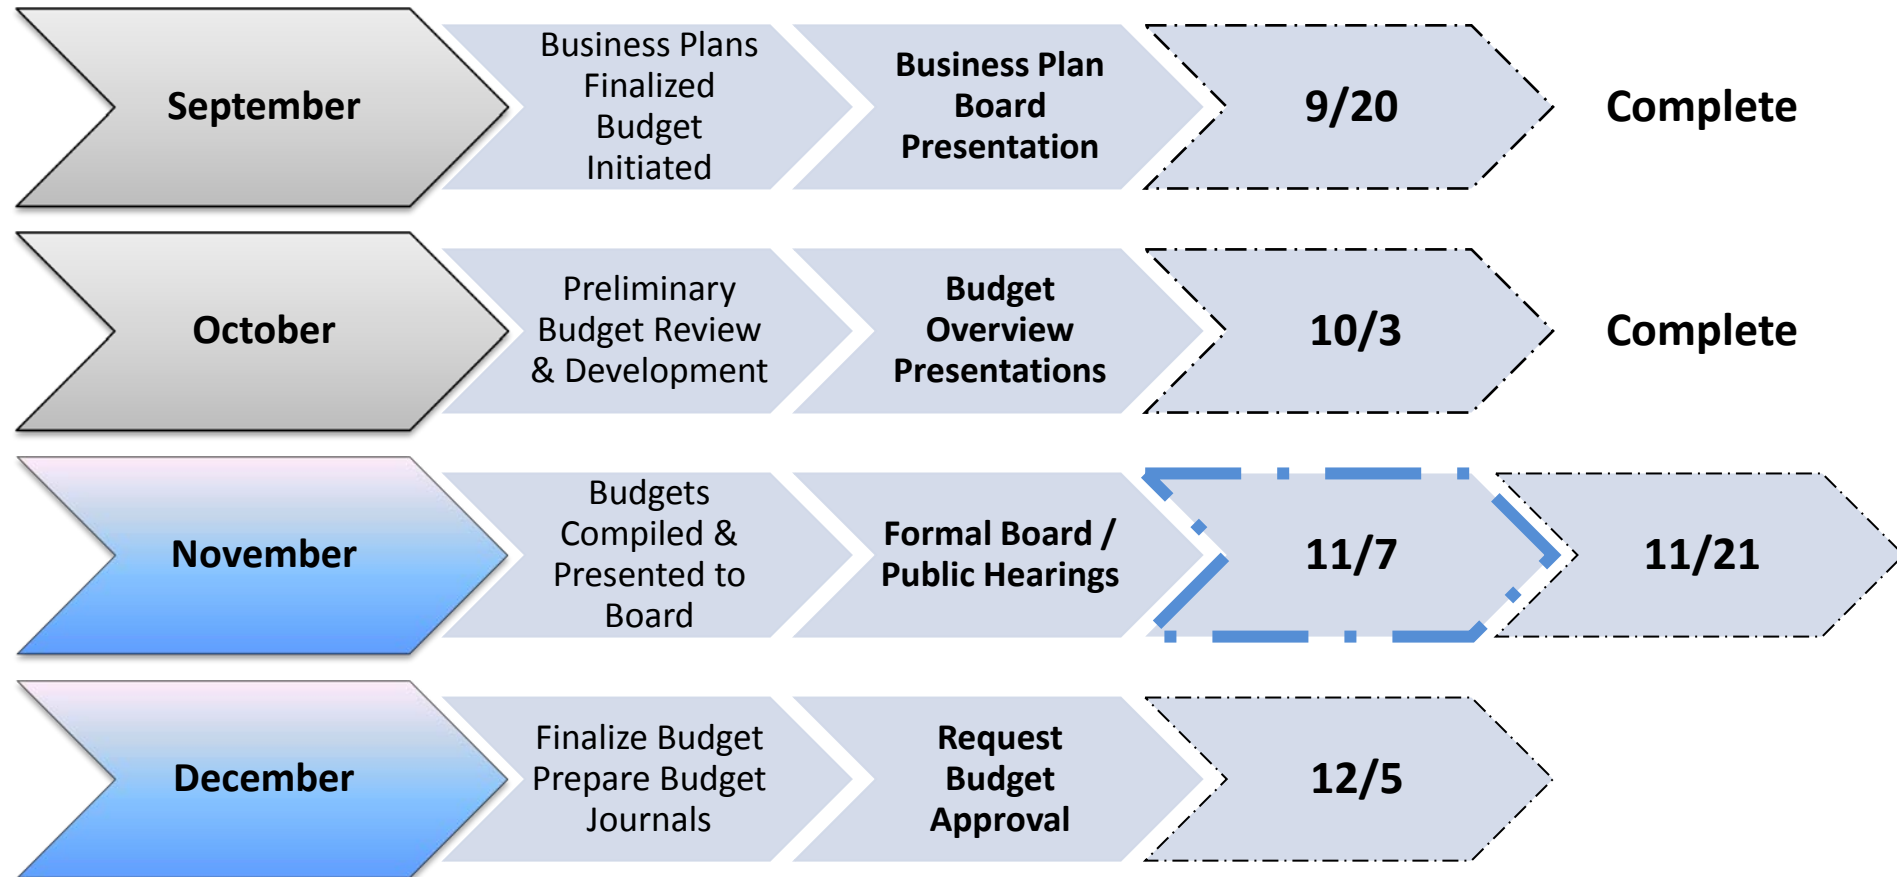 September
Business Plans
Finalized
Budget
Initiated
Business Plan
Board
Presentation
9/20
Complete
October
Preliminary
Budget Review
& Development
Budget
Overview
Presentations
10/3
Complete
November
Budgets
Compiled &
Presented to
Board
Formal Board /
Public Hearings
11/7
11/21
December
Finalize Budget
Prepare Budget
Journals
Request
Budget
Approval
12/5